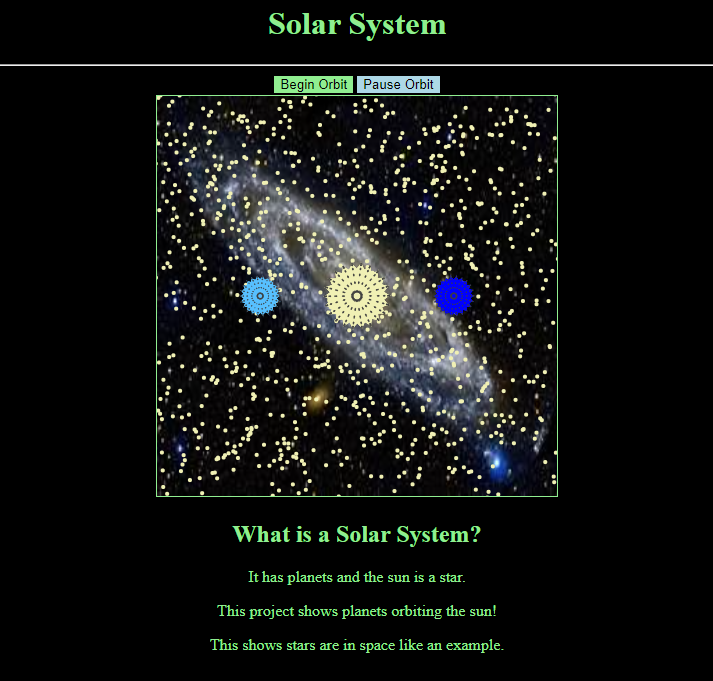 Solar System
Begin Orbit Pause Orbit
What is a Solar System?
It has planets and the sun is a star.
This project shows planets orbiting the sun!
This shows stars are in space like an example.